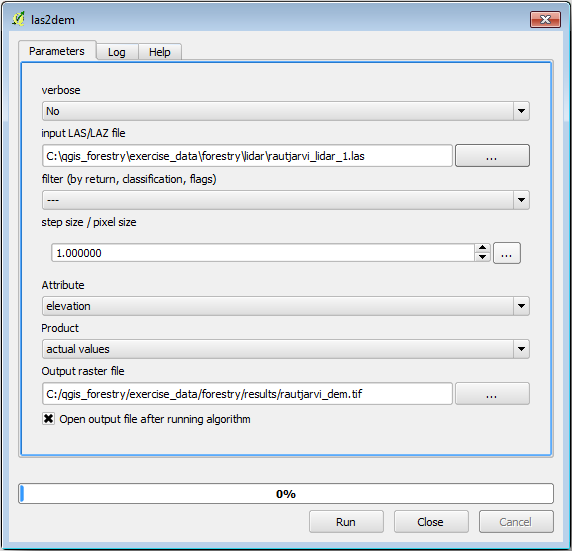 las2dem
Parameters Log Help
verbose
No
input LAS/LAZ file
C:\qgis_forestry\exercise_data\forestry\lidar\rautjarvi_lidar_1.las ...
filter (by return, classification, flags)
---
step size / pixel size
1.000000 ...
Attribute
elevation
Product
actual values
Output raster file
C:/qgis_forestry/exercise_data/forestry/results/rautjarvi_dem.tif ...
Open output file after running algorithm
0%
Run Close Cancel